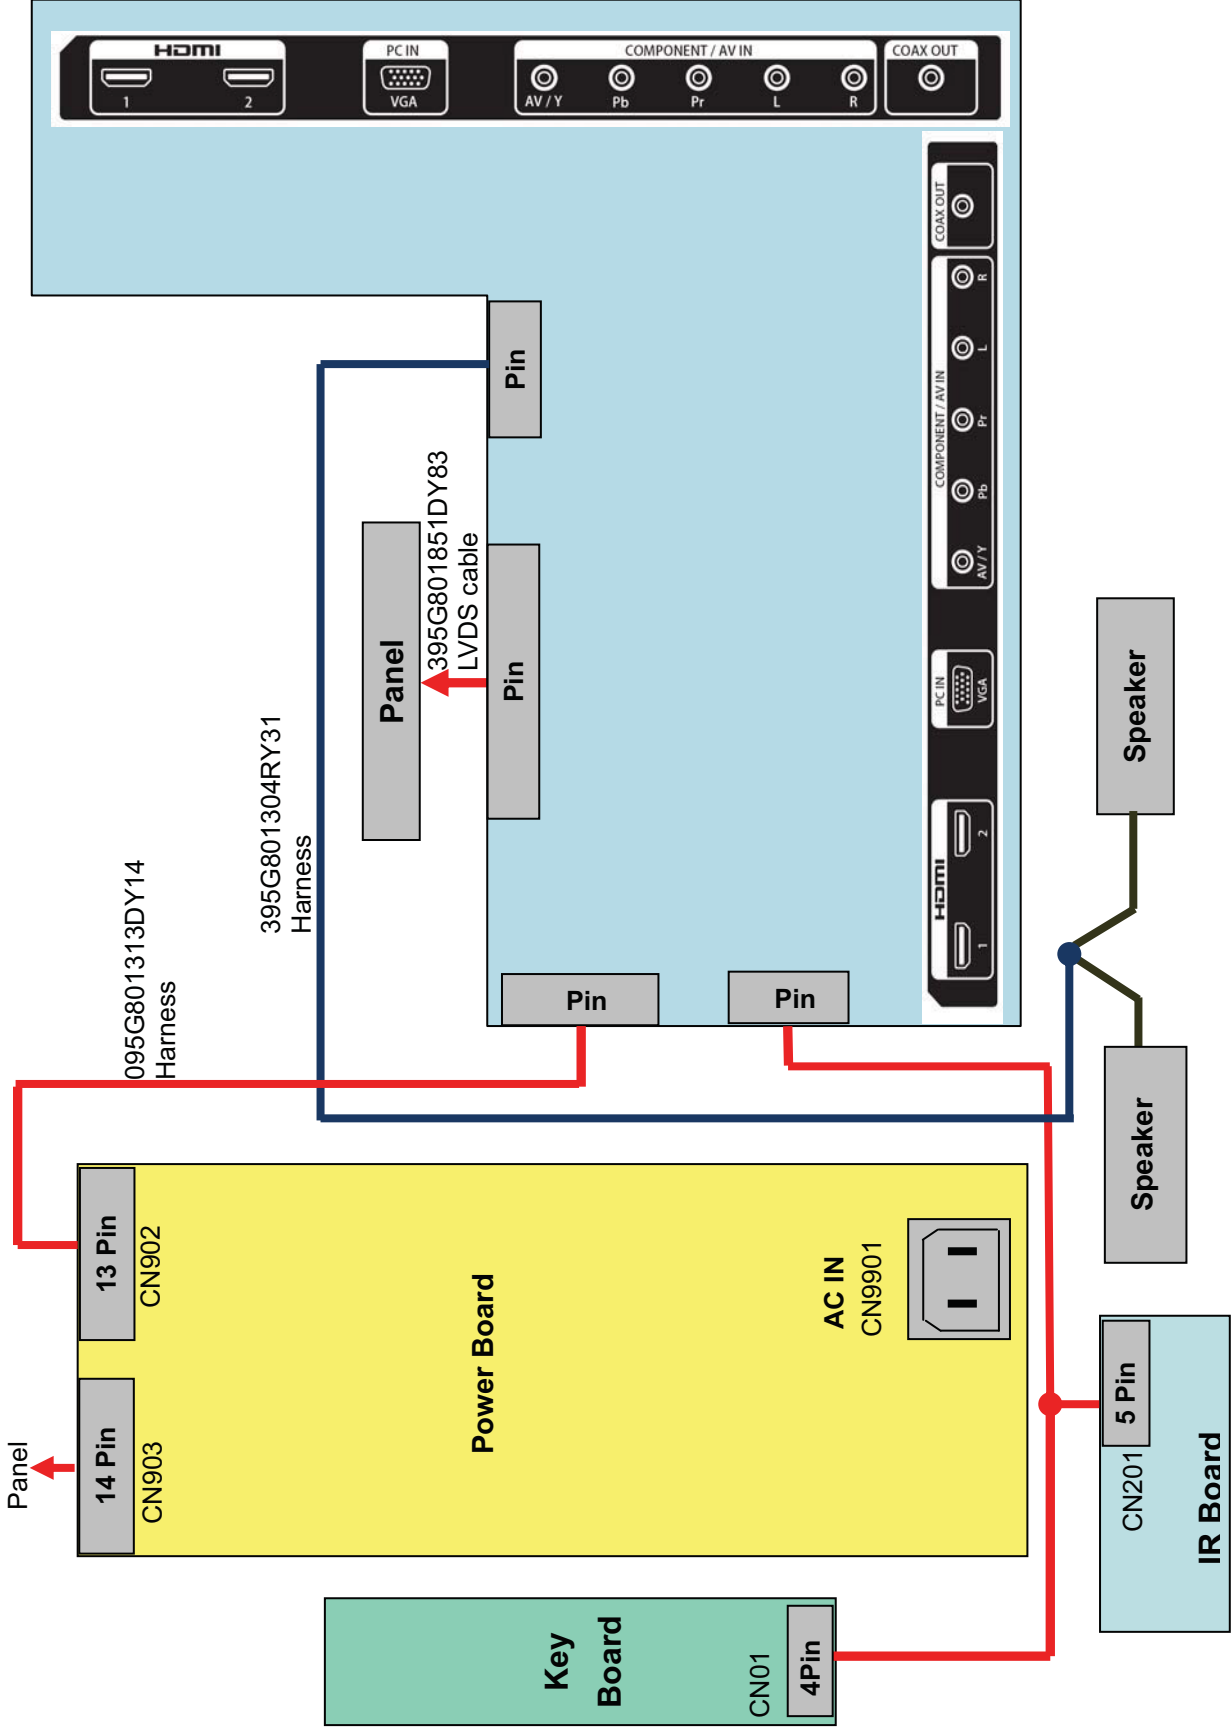 HDMI
1
2
PC IN
VGA
COMPONENT / AV IN
AV / Y
Pb
Pr
L
R
COAX OUT
HDMI
1
2
PC IN
VGA
COMPONENT / AV IN
AV / Y
Pb
Pr
L
R
COAX OUT
Pin
Pin
Pin
Pin
Panel
395G801851DY83
LVDS cable
395G801304RY31
Harness
095G801313DY14
Harness
Panel
14 Pin
CN903
13 Pin
CN902
Power Board
AC IN
CN9901
Key
Board
CN01
4Pin
5 Pin
CN201
IR Board
Speaker
Speaker